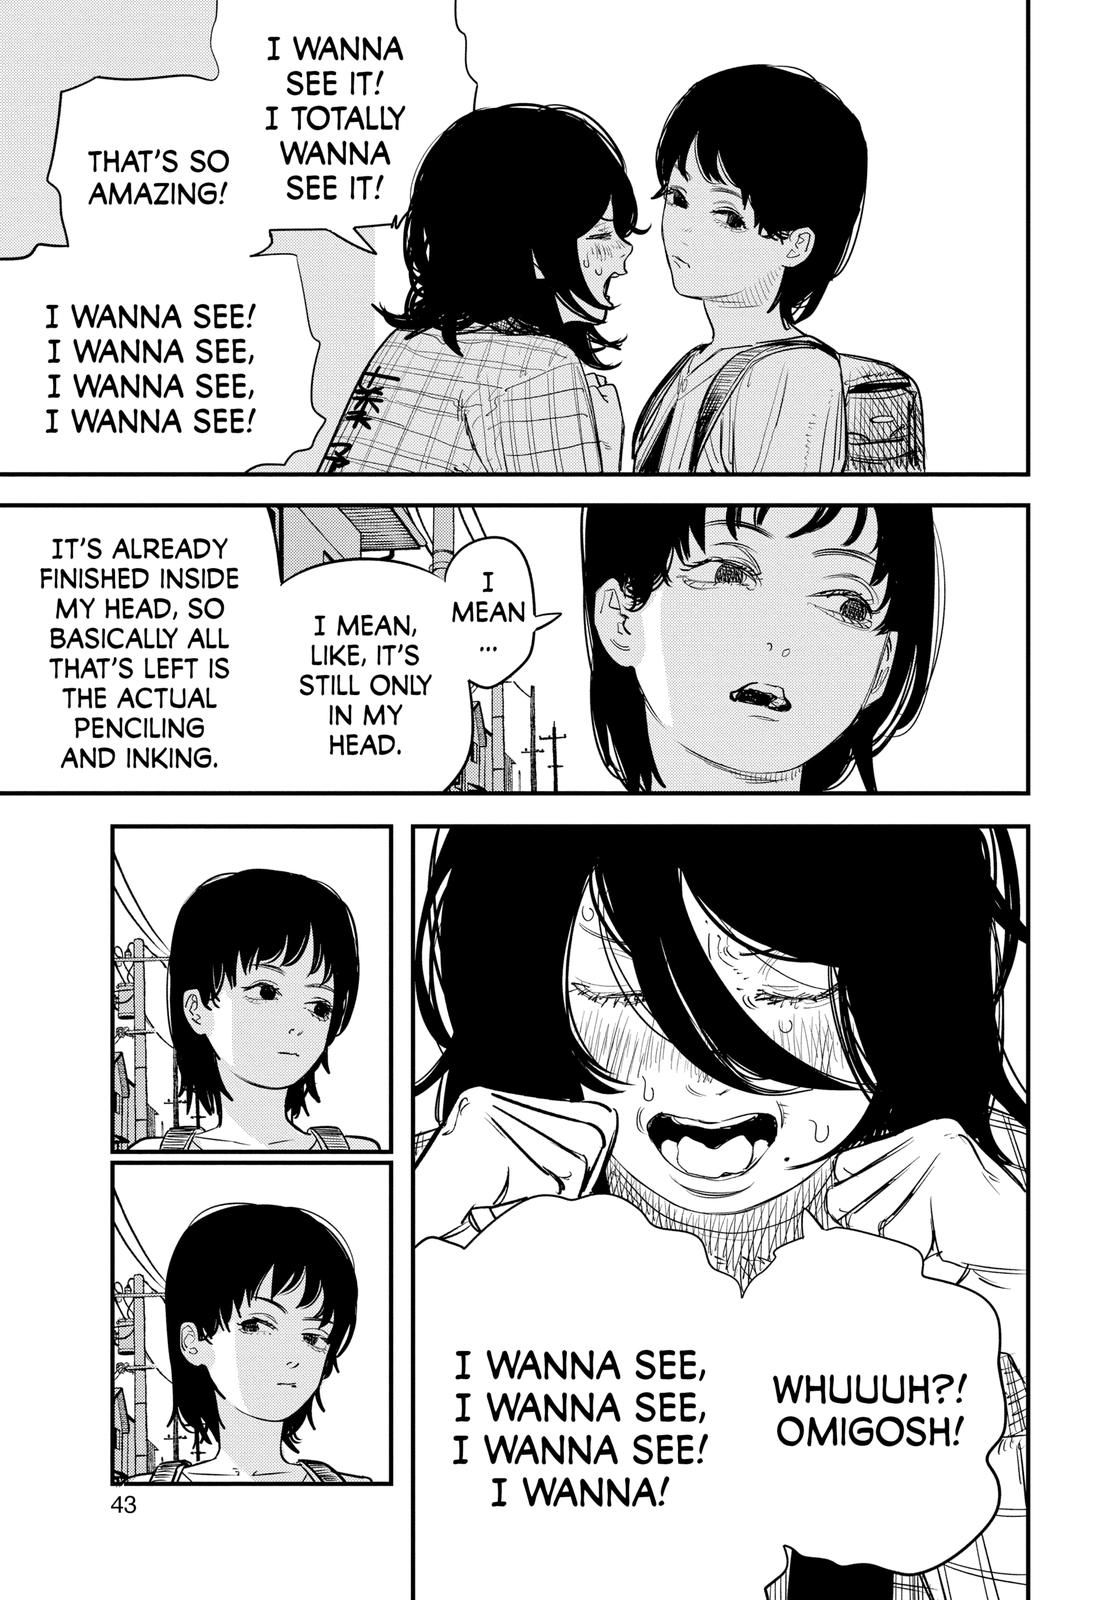 I WANNA
SEE IT!
I TOTALLY
WANNA
SEE IT!
THAT'S SO
AMAZING!
I WANNA SEE!
I WANNA SEE,
I WANNA SEE,
I WANNA SEE!
I
MEAN
...
I MEAN,
LIKE, IT'S
STILL ONLY
IN MY
HEAD.
IT'S ALREADY
FINISHED INSIDE
MY HEAD, SO
BASICALLY ALL
THAT'S LEFT IS
THE ACTUAL
PENCILING
AND INKING.
WHUUUH?!
OMIGOSH!
I WANNA SEE,
I WANNA SEE,
I WANNA SEE!
I WANNA!
43